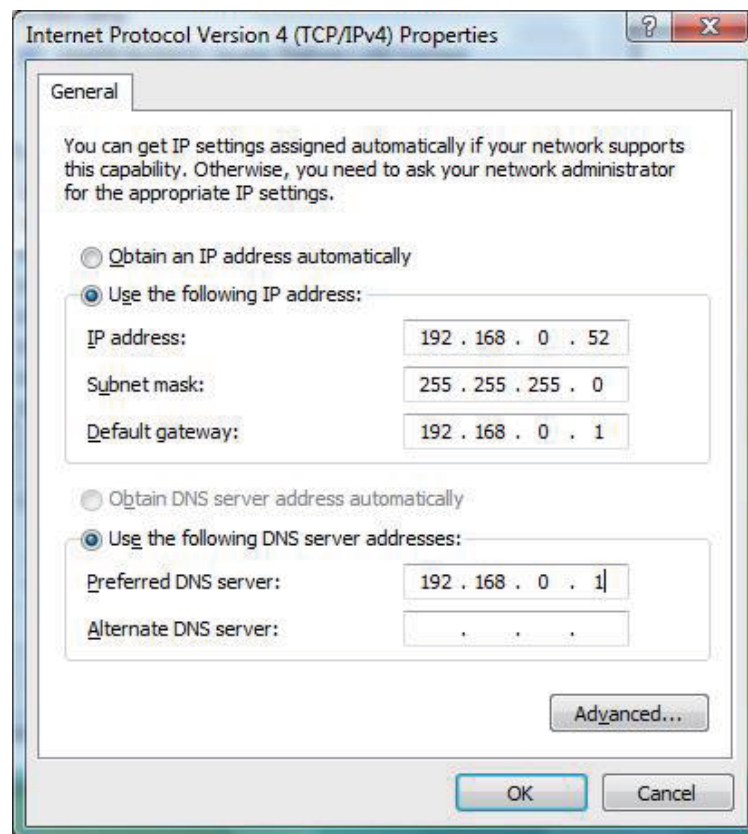 Internet Protocol Version 4 (TCP/IPv4) Properties
General
You can get IP settings assigned automatically if your network supports
this capability. Otherwise, you need to ask your network administrator
for the appropriate IP settings.
Obtain an IP address automatically
Use the following IP address:
IP address: 192 . 168 . 0 . 52
Subnet mask: 255 . 255 . 255 . 0
Default gateway: 192 . 168 . 0 . 1
Obtain DNS server address automatically
Use the following DNS server addresses:
Preferred DNS server: 192 . 168 . 0 . 1
Alternate DNS server: . . .
Advanced...
OK Cancel